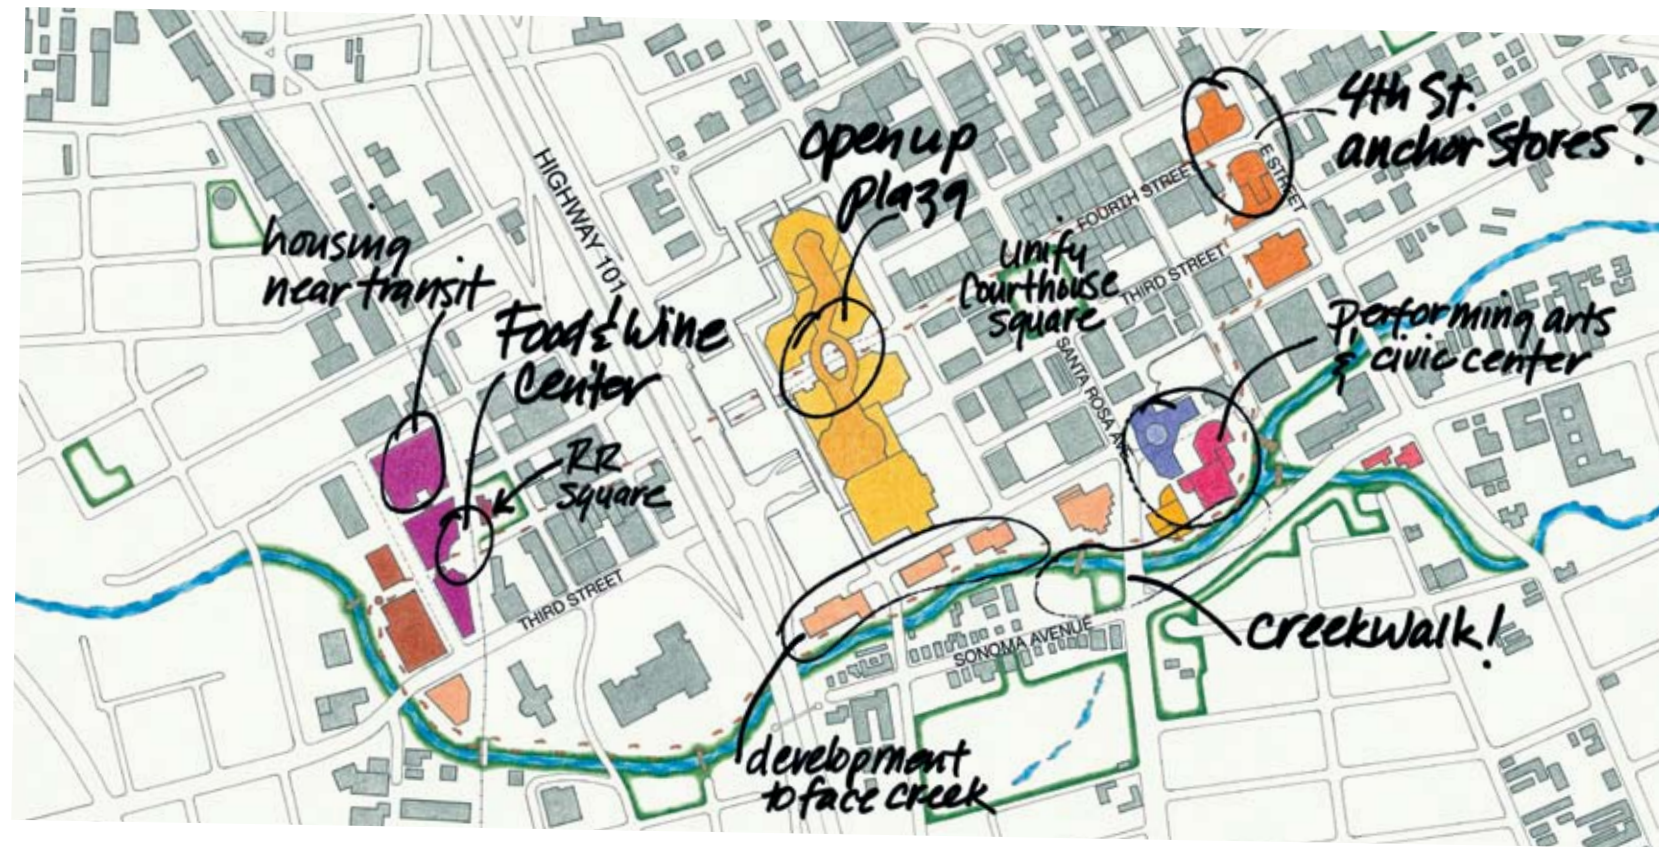 4th St.
anchor stores?
open up
plaza
HIGHWAY 101
FOURTH STREET
E STREET
housing
near transit
unify
Courthouse
square
THIRD STREET
Food & Wine
Center
performing arts
& civic center
SANTA ROSA AVE.
RR
square
THIRD STREET
SONOMA AVENUE
creekwalk!
development
to face creek